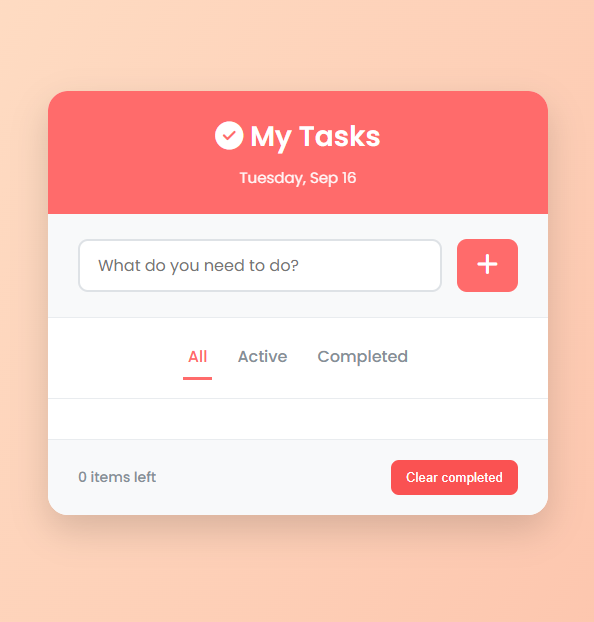 My Tasks
Tuesday, Sep 16
What do you need to do?
All Active Completed
0 items left Clear completed